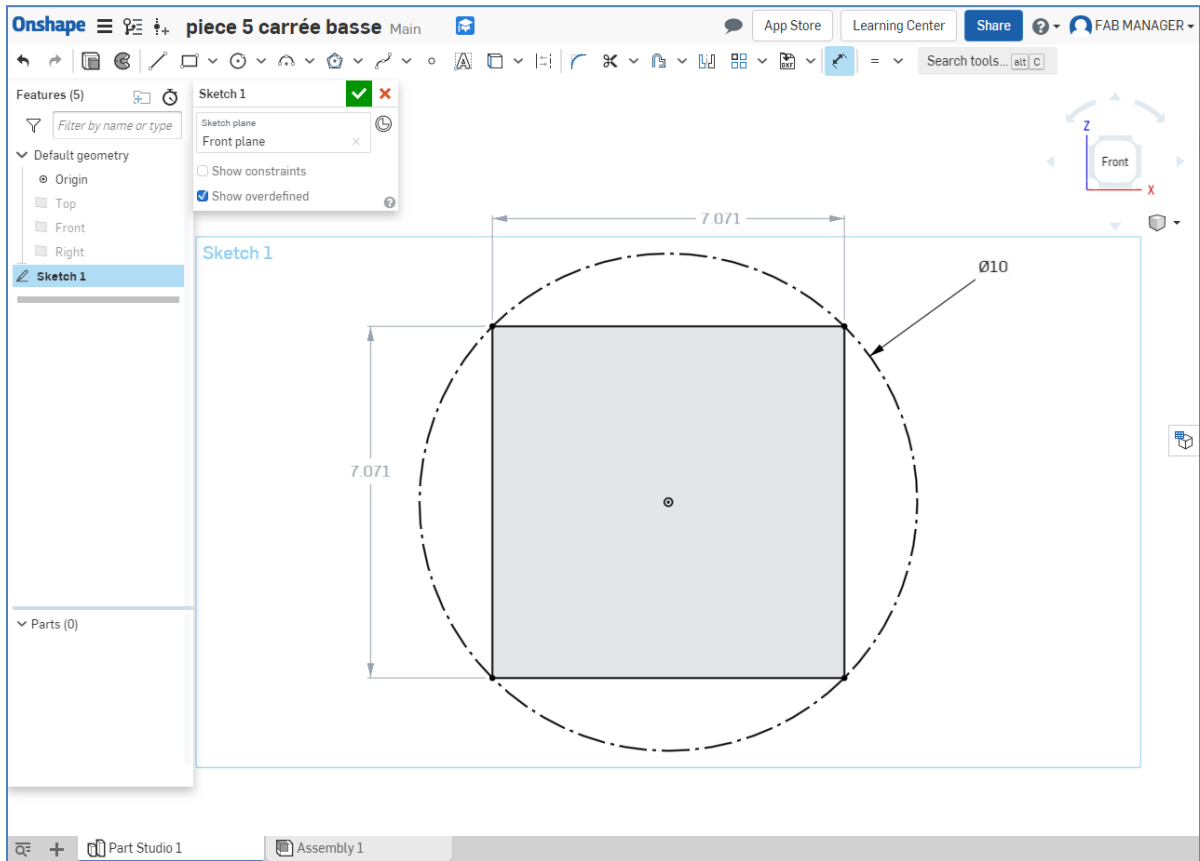 Onshape piece 5 carrée basse Main App Store Learning Center Share FAB MANAGER
Search tools... alt C
Features (5)
Filter by name or type
Default geometry
Origin
Top
Front
Right
Sketch 1
Sketch 1
Sketch plane
Front plane
Show constraints
Show overdefined
Z
Front
X
Sketch 1
7.071
Ø10
7.071
Parts (0)
Part Studio 1
Assembly 1